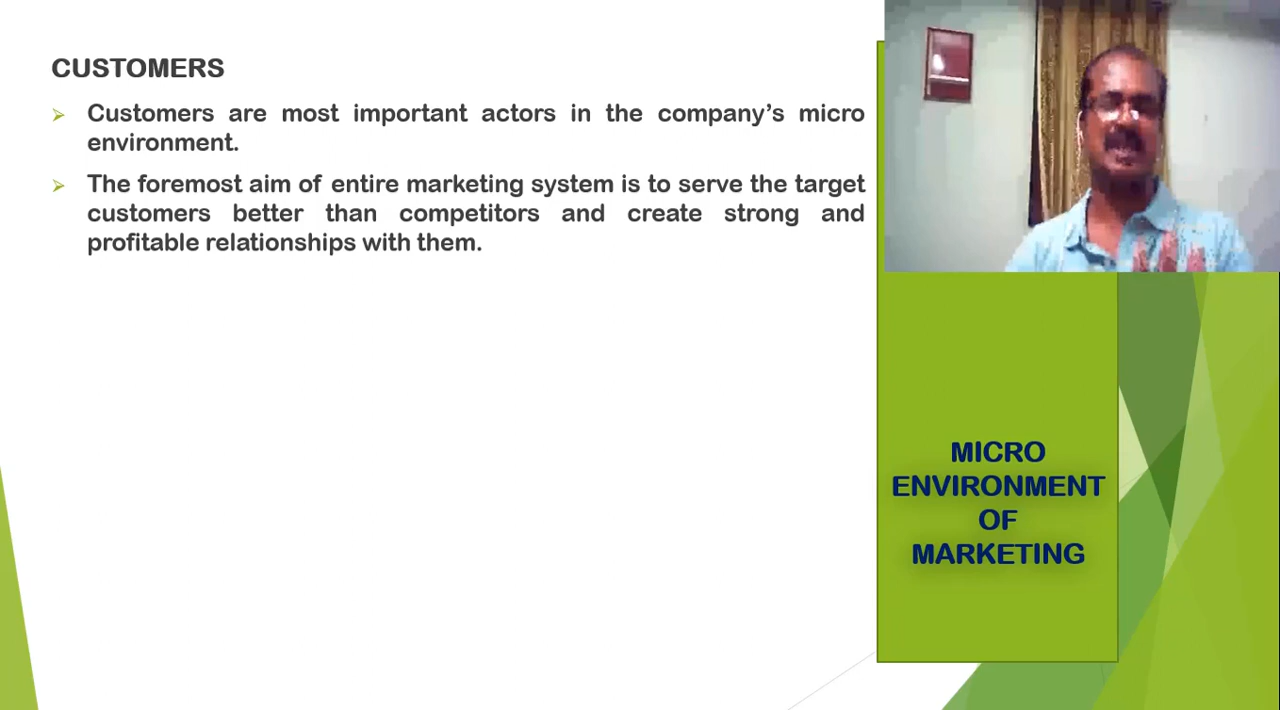 CUSTOMERS
Customers are most important actors in the company’s micro
environment.
The foremost aim of entire marketing system is to serve the target
customers better than competitors and create strong and
profitable relationships with them.
MICRO
ENVIRONMENT
OF
MARKETING